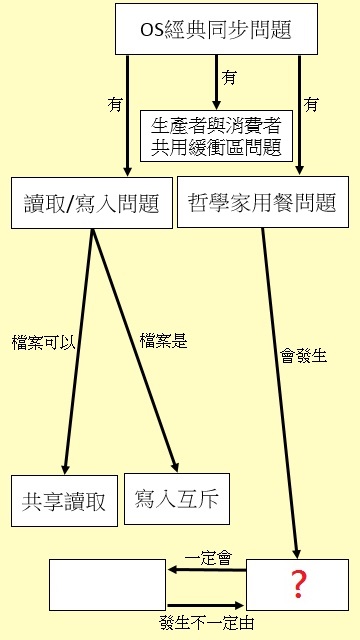 OS經典同步問題
有
有
有
生產者與消費者
共用緩衝區問題
讀取/寫入問題
哲學家用餐問題
檔案可以
檔案是
會發生
共享讀取
寫入互斥
一定會
?
發生不一定由